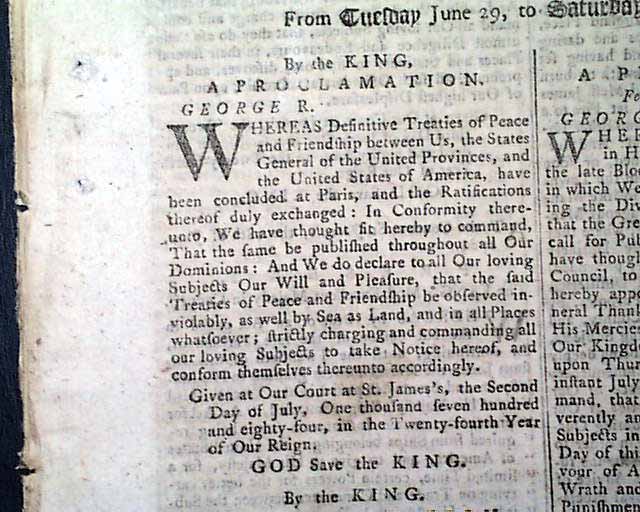 From Tuesday June 29, to Saturday
By the KING,
A PROCLAMATION.
GEORGE R.
WHEREAS Definitive Treaties of Peace
and Friendship between Us, the States
General of the United Provinces, and
the United States of America, have
been concluded at Paris, and the Ratifications
thereof duly exchanged: In Conformity there-
unto, We have thought fit hereby to command,
That the same be published throughout all Our
Dominions: And We do declare to all Our loving
Subjects Our Will and Pleasure, that the said
Treaties of Peace and Friendship be observed in-
violably, as well by Sea as Land, and in all Places
whatsoever; strictly charging and commanding all
our loving Subjects to take Notice hereof, and
conform themselves thereunto accordingly.
Given at Our Court at St. James's, the Second
Day of July, One thousand seven hundred
and eighty-four, in the Twenty-fourth Year
of Our Reign.
GOD Save the KING.
By the KING.
A P
Fo
GEORG
WHE
in H
the late Bloo
in which We
ing the Div
that the Gre
call for Pub
have though
Council, to
hereby appo
neral Thank
His Mercies
Our Kingdo
upon Thur
instant July
mand, that
verently an
Subjects in
Day of this
vour of A
Wrath and
Punishmen